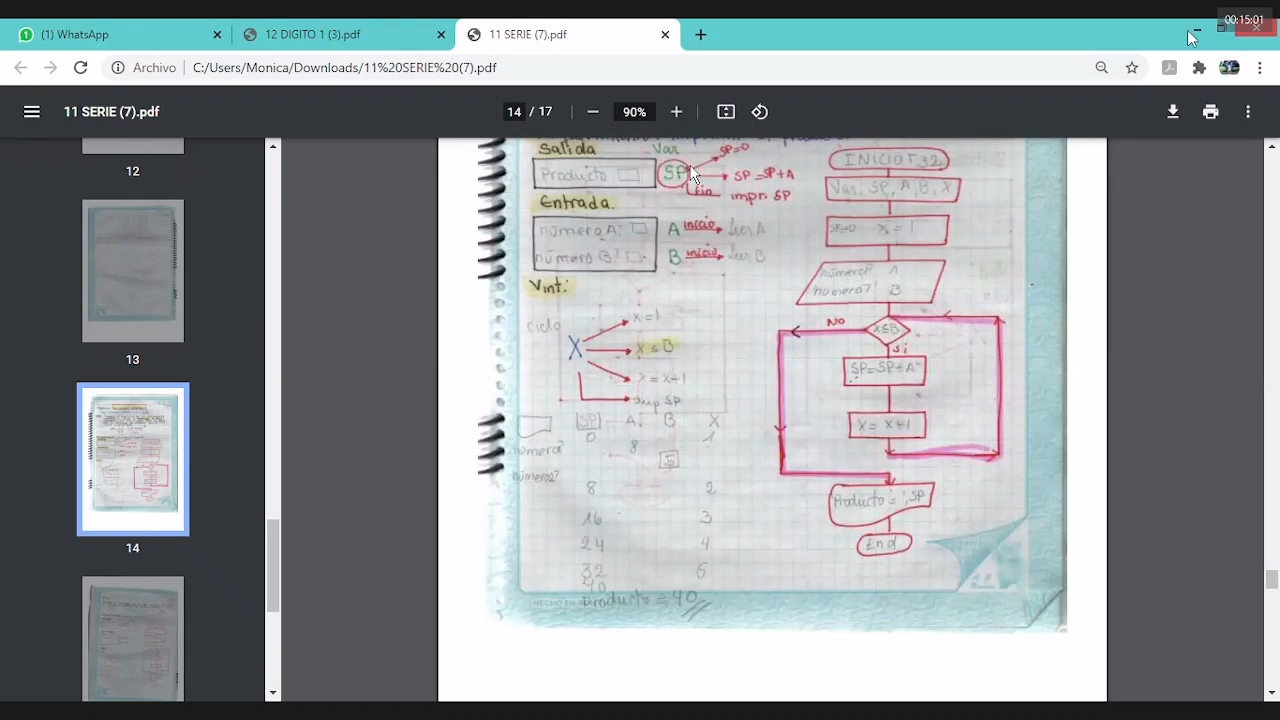 00:15:01
(1) WhatsApp
12 DIGITO 1 (3).pdf
11 SERIE (7).pdf
Archivo
C:/Users/Monica/Downloads/11%20SERIE%20(7).pdf
11 SERIE (7).pdf
14 / 17
90%
12
13
14
Salida
Var
SP=0
Producto
SP
SP=SP+A
fin
impr. SP
Entrada.
número A:
A
inicio
leer A
número B:
B
inicio
leer B
Vint:
ciclo
X
x=1
X ≤ B
X = X+1
SP
SP
A
B
X
0
1
8
5
número?
número2?
8
2
16
3
24
4
32
5
40
Producto = 40
INICIO T32
Var: SP, A, B, X
SP=0 X=1
número? A
número?' B
X≤B
NO
Si
SP=SP+A
X= X+1
Producto=',SP
End